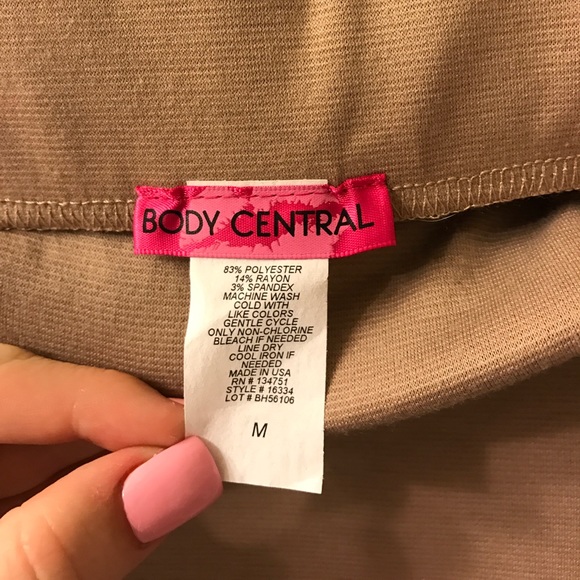 BODY CENTRAL
83% POLYESTER
14% RAYON
3% SPANDEX
MACHINE WASH
COLD WITH
LIKE COLORS
GENTLE CYCLE
ONLY NON-CHLORINE
BLEACH IF NEEDED
LINE DRY
COOL IRON IF
NEEDED
MADE IN USA
RN # 134751
STYLE # 16334
LOT # BH56106
M